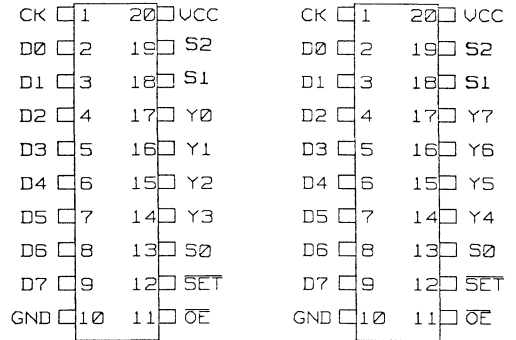 CK 1 20 VCC CK 1 20 VCC
D0 2 19 S2 D0 2 19 S2
D1 3 18 S1 D1 3 18 S1
D2 4 17 Y0 D2 4 17 Y7
D3 5 16 Y1 D3 5 16 Y6
D4 6 15 Y2 D4 6 15 Y5
D5 7 14 Y3 D5 7 14 Y4
D6 8 13 S0 D6 8 13 S0
D7 9 12 S̅E̅T̅ D7 9 12 S̅E̅T̅
GND 10 11 O̅E̅ GND 10 11 O̅E̅